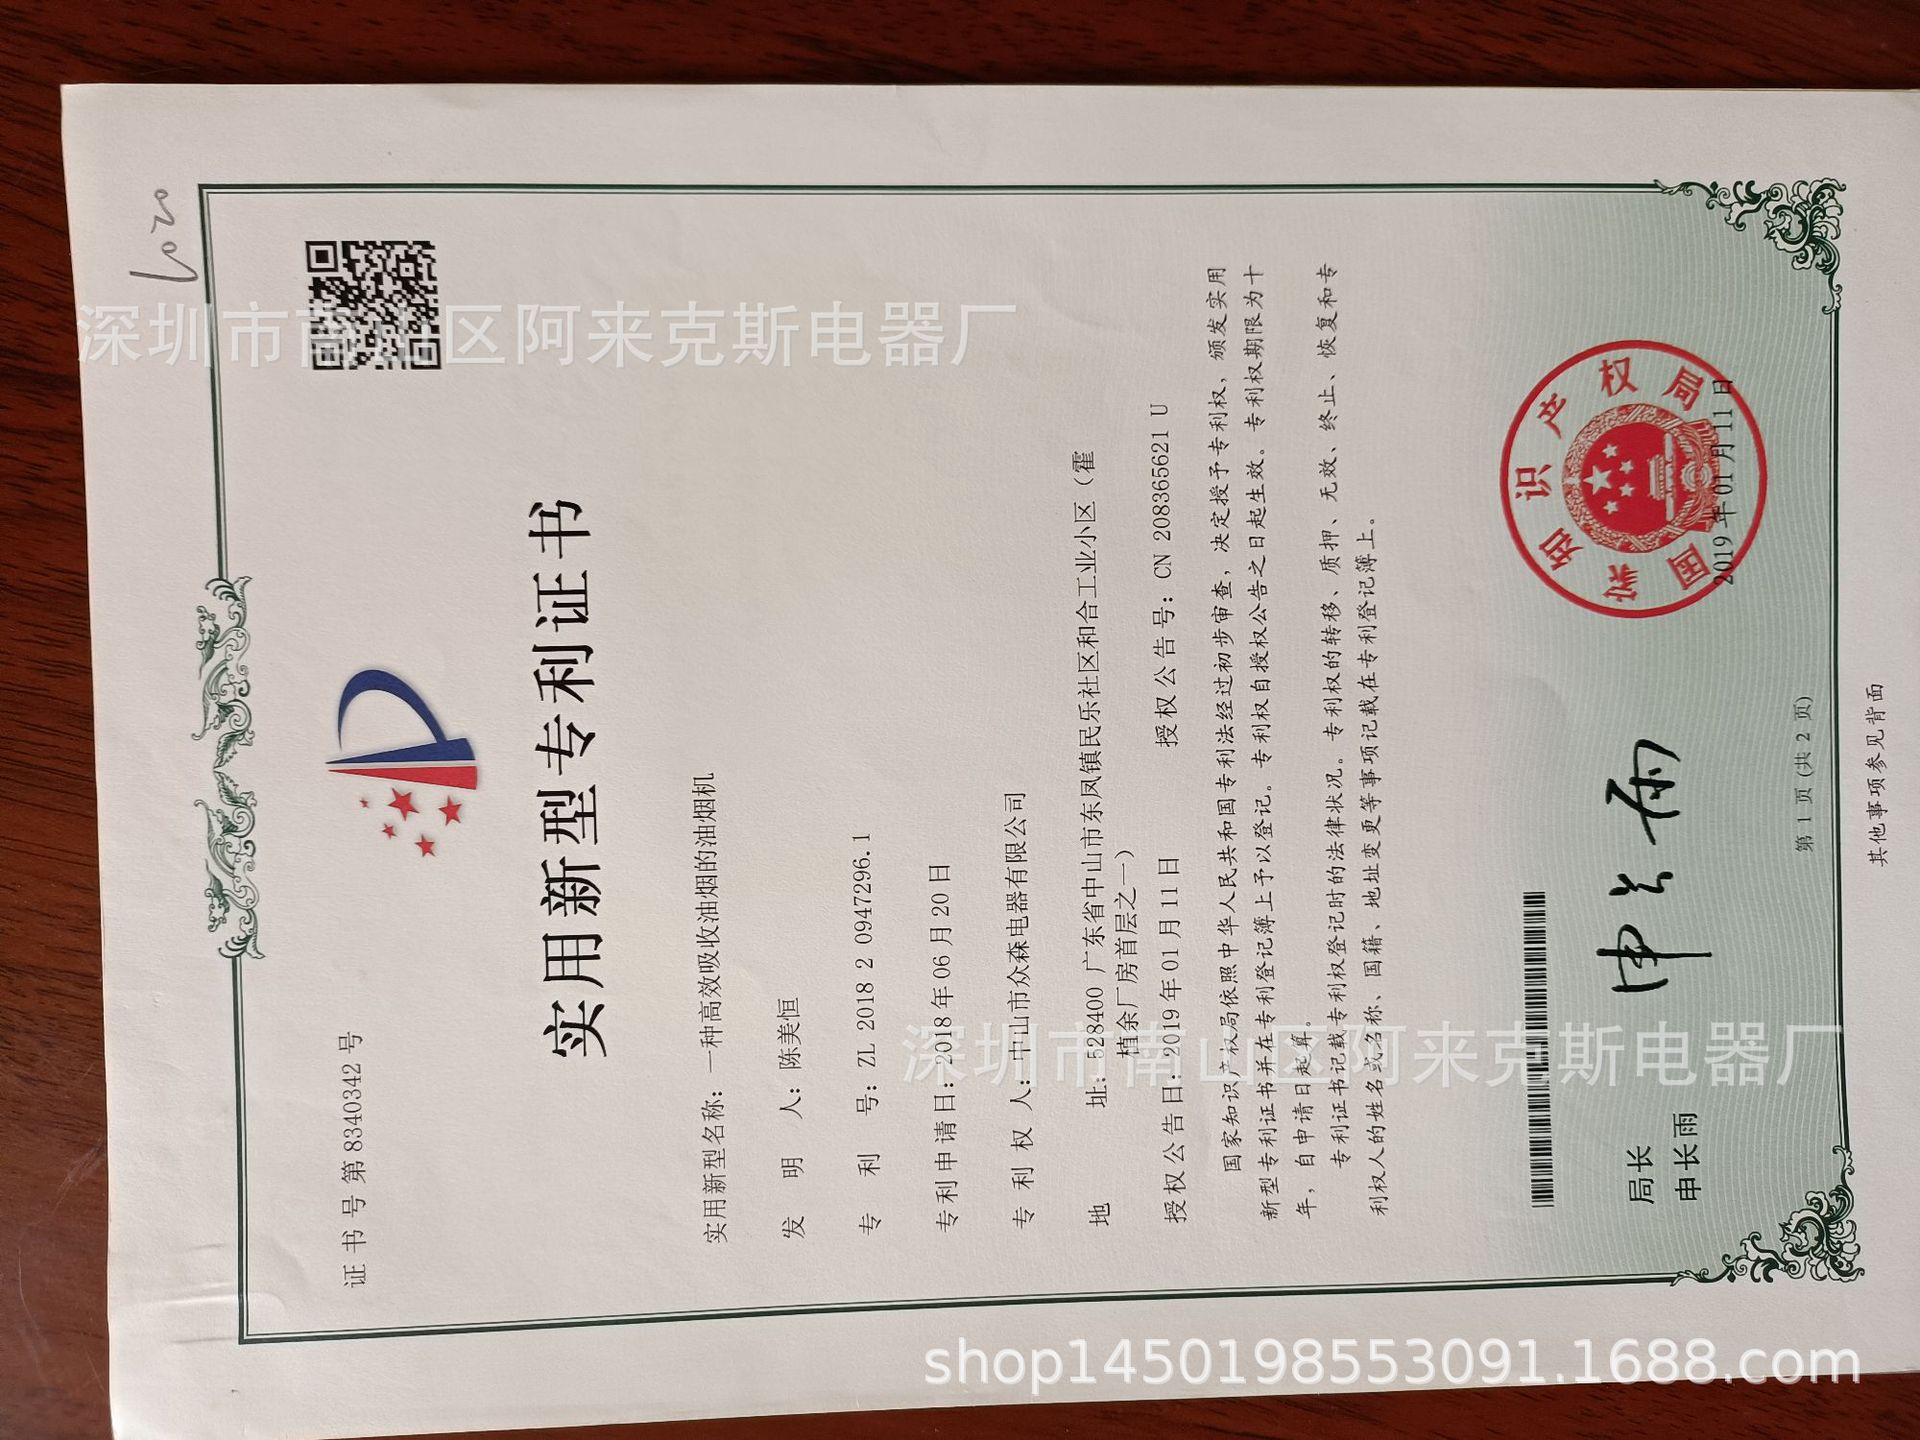 Lo20
证书号第8340342号
实用新型专利证书
实用新型名称：一种高效吸收油烟的油烟机
发明人：陈美恒
专利号：ZL 2018 2 0947296.1
专利申请日：2018年06月20日
专利权人：中山市众森电器有限公司
地址：528400 广东省中山市东凤镇民乐社区和合工业小区（霍
植余厂房首层之一）
授权公告日：2019年01月11日 授权公告号：CN 208365621 U
国家知识产权局依照中华人民共和国专利法经过初步审查，决定授予专利权，颁发实用
新型专利证书并在专利登记簿上予以登记。专利权自授权公告之日起生效。专利权期限为十
年，自申请日起算。
专利证书记载专利权登记时的法律状况。专利权的转移、质押、无效、终止、恢复和专
利权人的姓名或名称、国籍、地址变更等事项记载在专利登记簿上。
局长
申长雨
申长雨
国家知识产权局
2019年01月11日
第 1 页 (共 2 页)
其他事项参见背面
深圳市南山区阿来克斯电器厂
深圳市南山区阿来克斯电器厂
shop1450198553091.1688.com